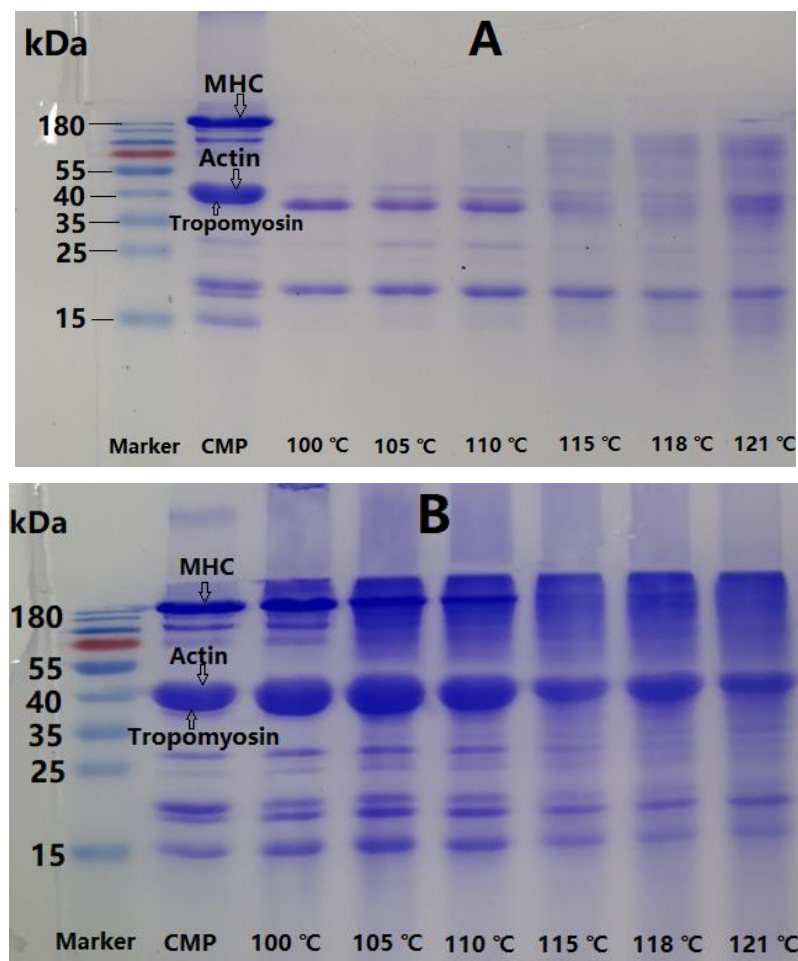 kDa
A
MHC
180
Actin
55
40
35
Tropomyosin
25
15
Marker CMP 100 ℃ 105 ℃ 110 ℃ 115 ℃ 118 ℃ 121 ℃
kDa
B
MHC
180
Actin
55
40
35
Tropomyosin
25
15
Marker CMP 100 ℃ 105 ℃ 110 ℃ 115 ℃ 118 ℃ 121 ℃